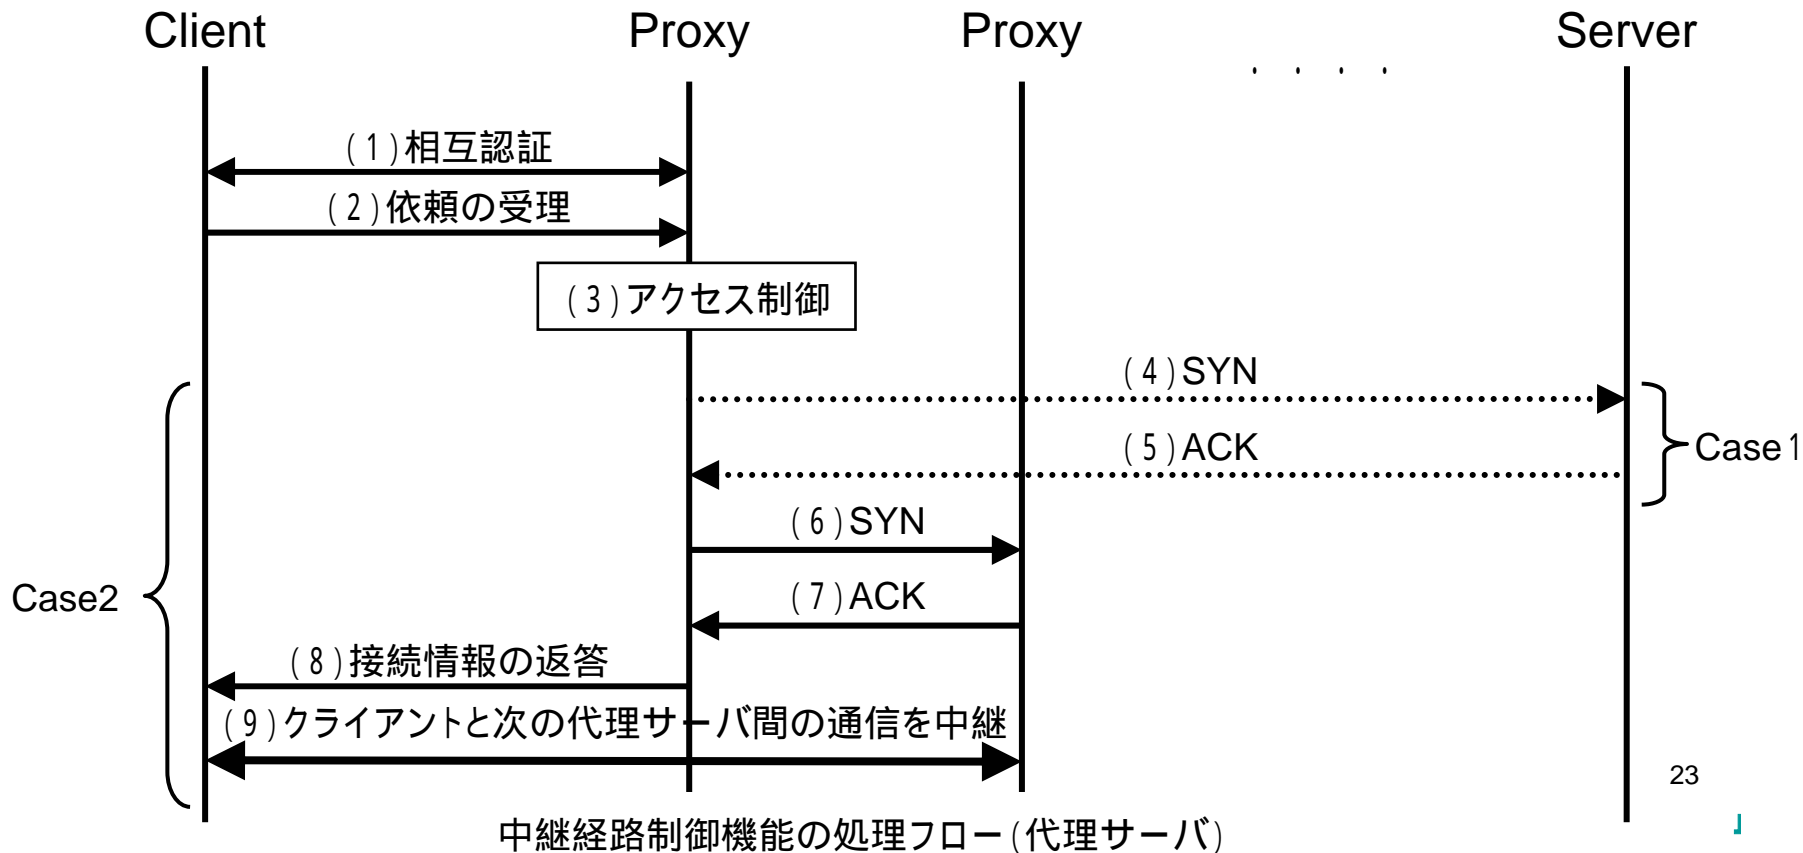 Client Proxy Proxy Server
(1)相互認証
(2)依頼の受理
(3)アクセス制御
(4)SYN
(5)ACK
Case1
(6)SYN
(7)ACK
Case2
(8)接続情報の返答
(9)クライアントと次の代理サーバ間の通信を中継
23
中継経路制御機能の処理フロー(代理サーバ)
」